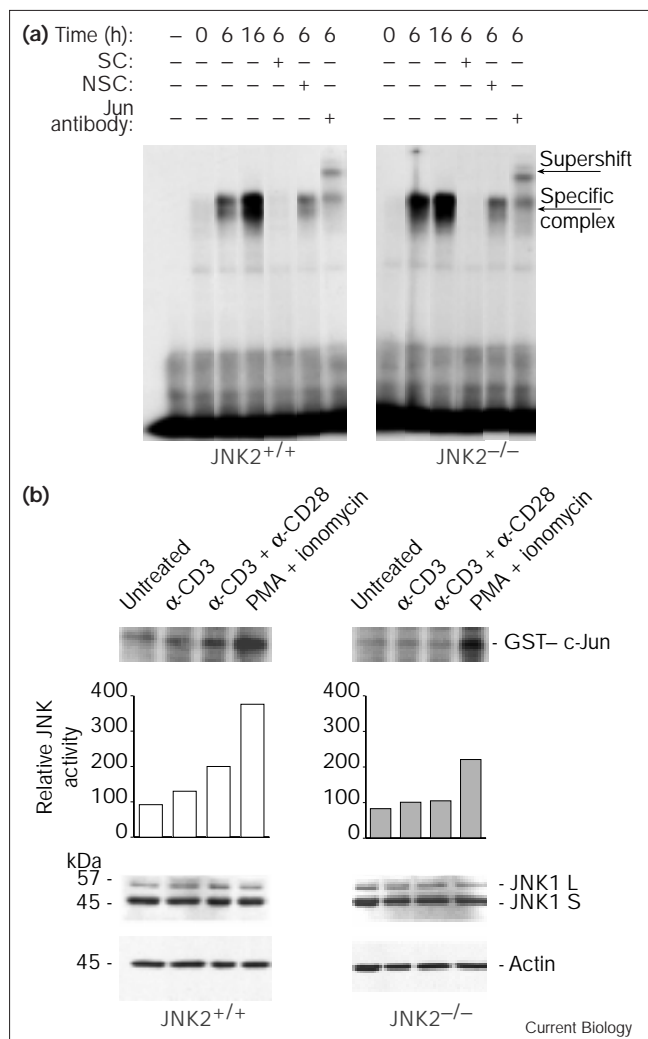 (a) Time (h): – 0 6 16 6 6 6 0 6 16 6 6 6
SC: – – – – + – – – – – + – –
NSC: – – – – – + – – – – – + –
Jun
antibody: – – – – – – + – – – – – +
Supershift
Specific
complex
JNK2+/+ JNK2–/–
(b)
Untreated α-CD3 α-CD3 + α-CD28 PMA + ionomycin Untreated α-CD3 α-CD3 + α-CD28 PMA + ionomycin
- GST– c-Jun
Relative JNK
activity
400 400
300 300
200 200
100 100
0 0
kDa
57 - - JNK1 L
45 - - JNK1 S
45 - - Actin
JNK2+/+ JNK2–/–
Current Biology